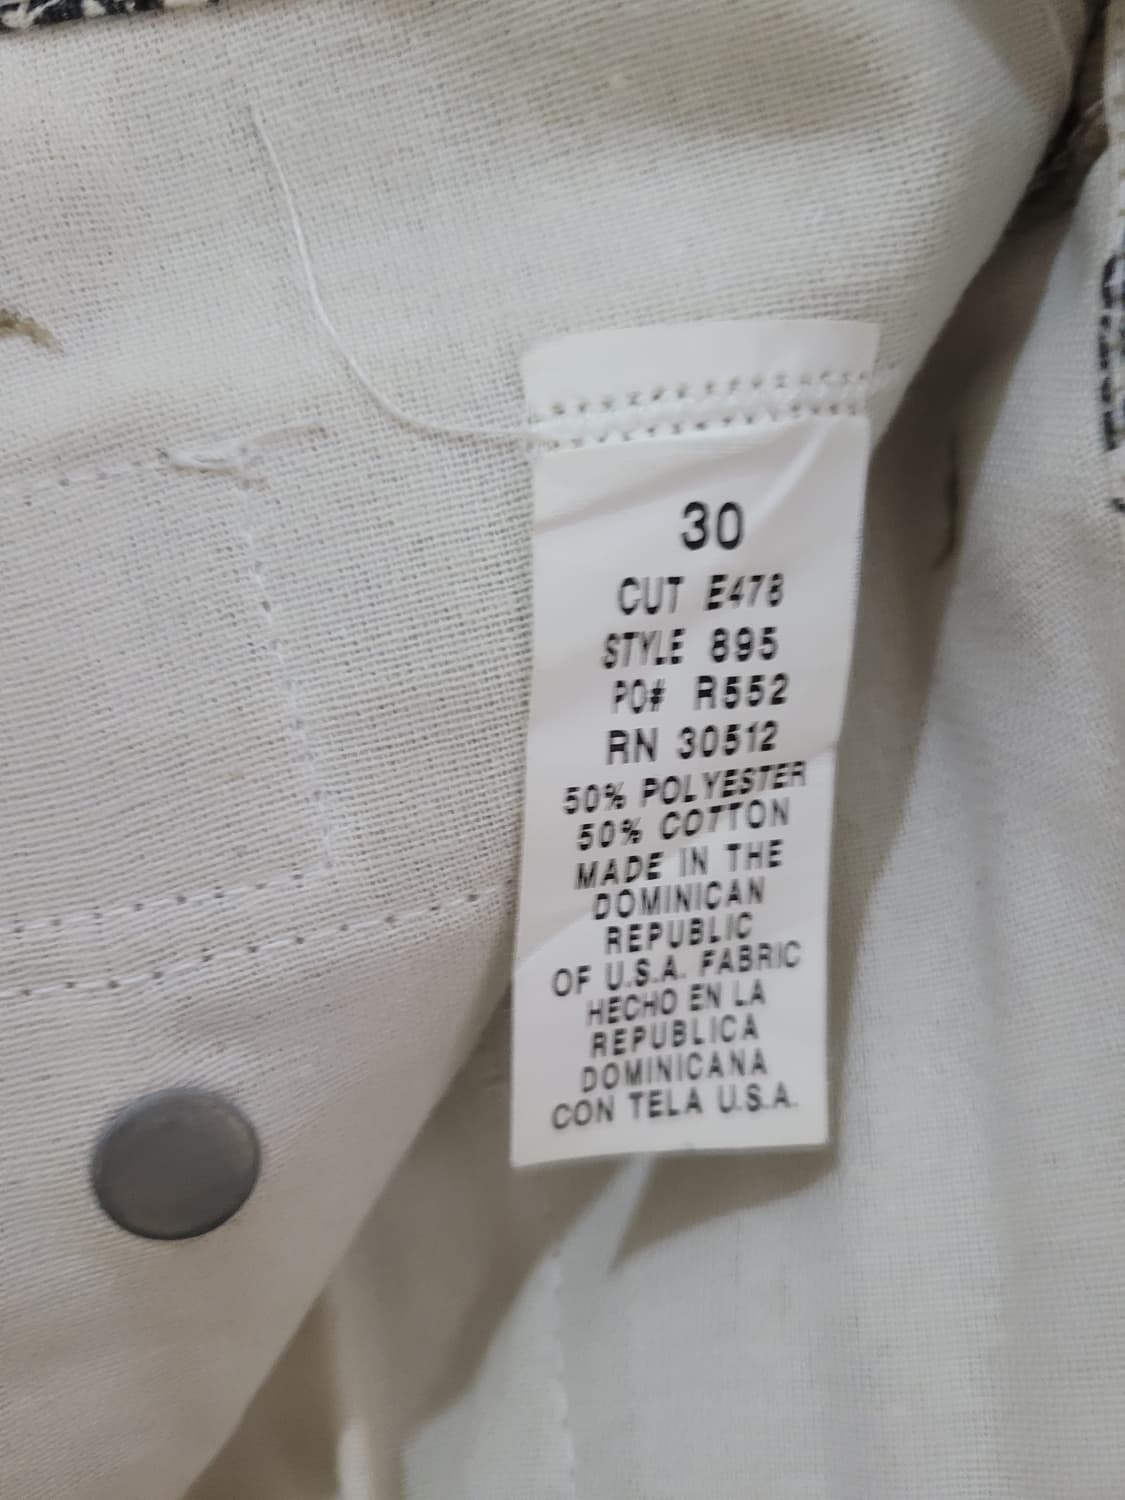 30
CUT E478
STYLE 895
PO# R552
RN 30512
50% POLYESTER
50% COTTON
MADE IN THE
DOMINICAN
REPUBLIC
OF U.S.A. FABRIC
HECHO EN LA
REPUBLICA
DOMINICANA
CON TELA U.S.A.